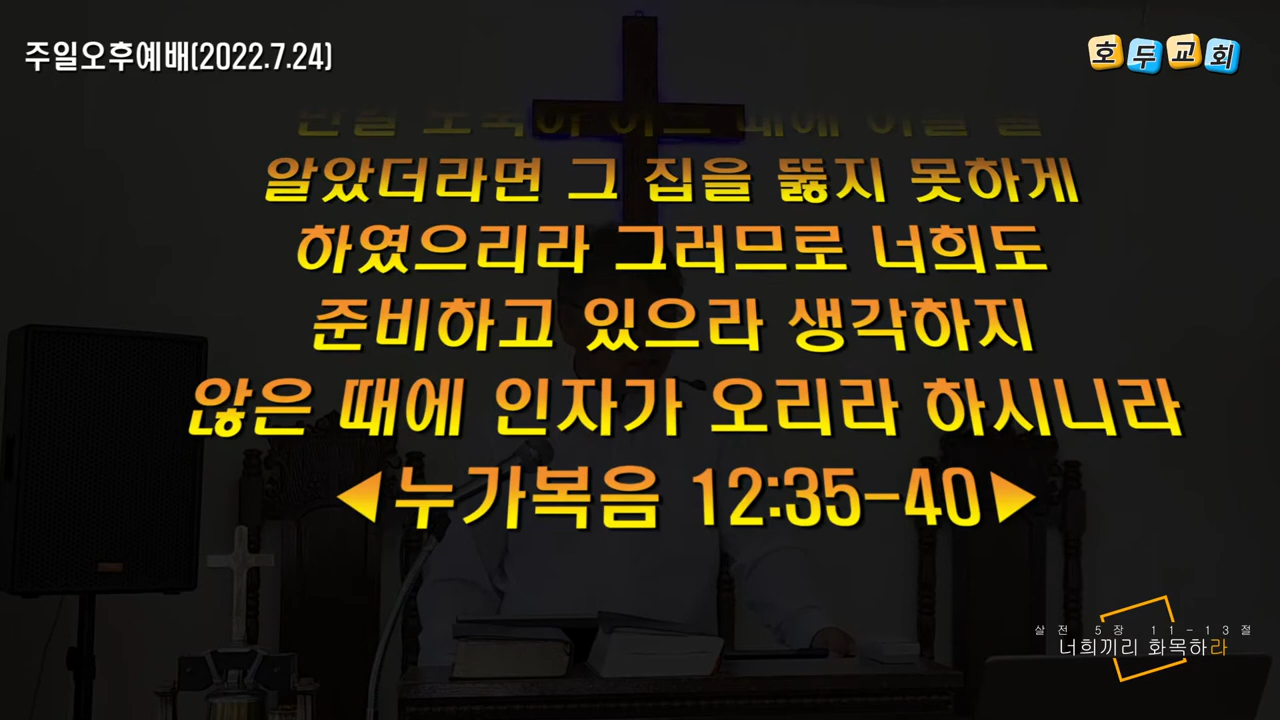 주일오후예배(2022.7.24)
호두교회
알았더라면 그 집을 뚫지 못하게
하였으리라 그러므로 너희도
준비하고 있으라 생각하지
않은 때에 인자가 오리라 하시니라
◀누가복음 12:35-40▶
살전 5장 11-13절
너희끼리 화목하라